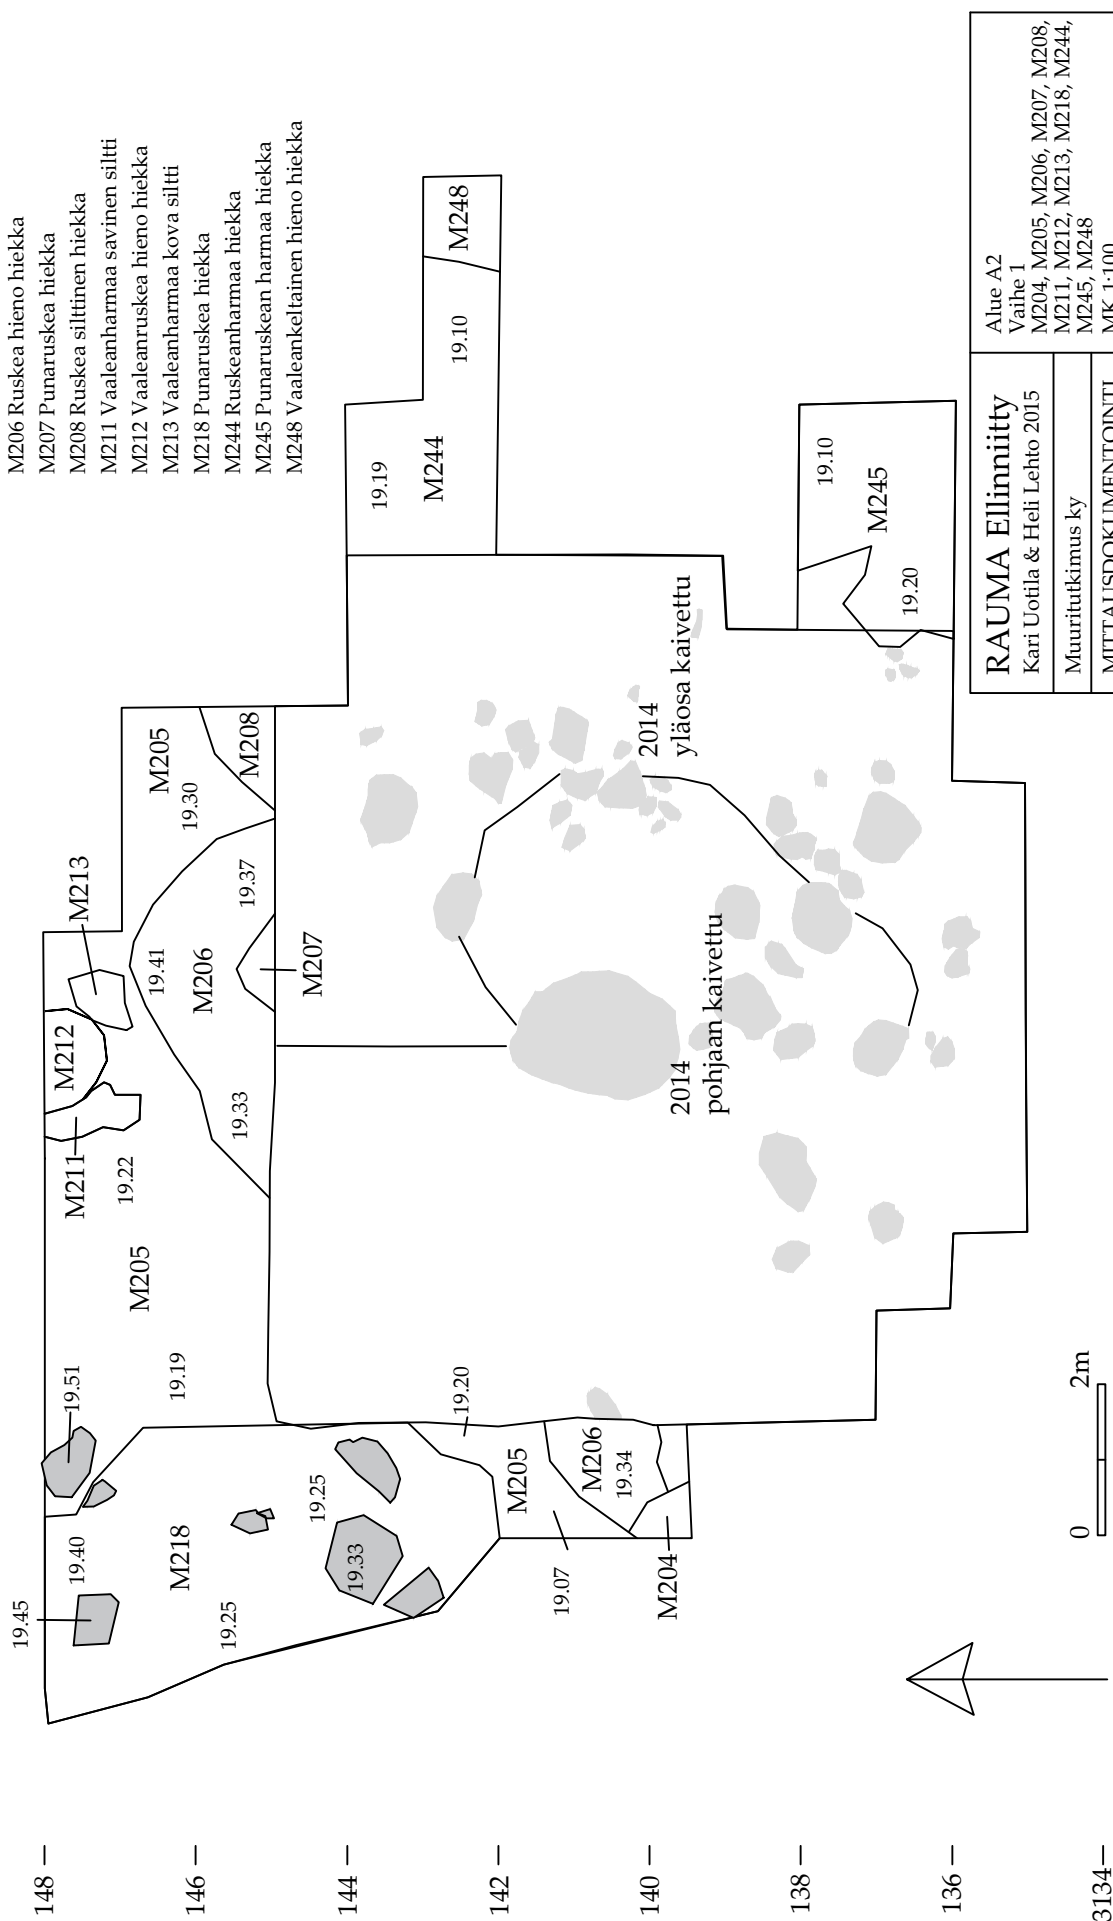 M206 Ruskea hieno hiekka
M207 Punaruskea hiekka
M208 Ruskea silttinen hiekka
M211 Vaaleanharmaa savinen siltti
M212 Vaaleanruskea hieno hiekka
M213 Vaaleanharmaa kova siltti
M218 Punaruskea hiekka
M244 Ruskeanharmaa hiekka
M245 Punaruskean harmaa hiekka
M248 Vaaleankeltainen hieno hiekka
148
146
144
142
140
138
136
3134
19.45
19.40
19.51
M218
19.25
19.25
19.33
19.19
M205
19.22
M211
M212
M213
19.41
M206
19.33
19.37
M207
M205
19.30
M208
19.20
M205
19.07
M206
19.34
M204
19.19
M244
19.10
M248
19.10
M245
19.20
2014
yläosa kaivettu
2014
pohjaan kaivettu
0
2m
RAUMA Ellinniitty
Kari Uotila & Heli Lehto 2015
Muuritutkimus ky
MITTAUSDOKUMENTOINTI
Alue A2
Vaihe 1
M204, M205, M206, M207, M208,
M211, M212, M213, M218, M244,
M245, M248
MK 1:100